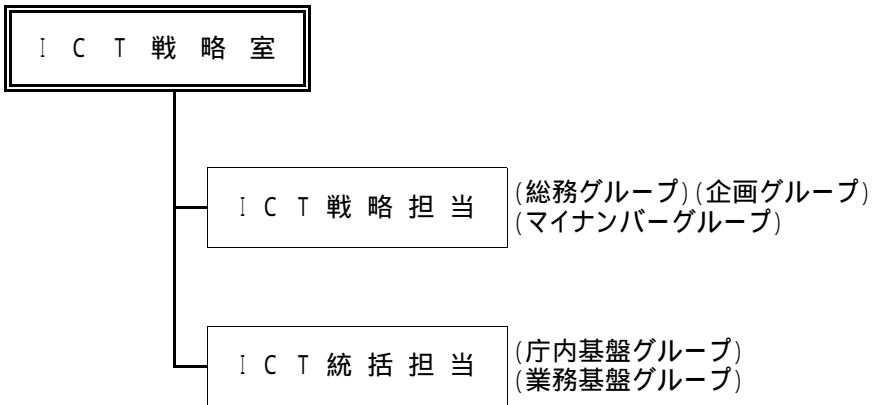 ICT戦略室
ICT戦略担当
(総務グループ)(企画グループ)
(マイナンバーグループ)
ICT統括担当
(庁内基盤グループ)
(業務基盤グループ)